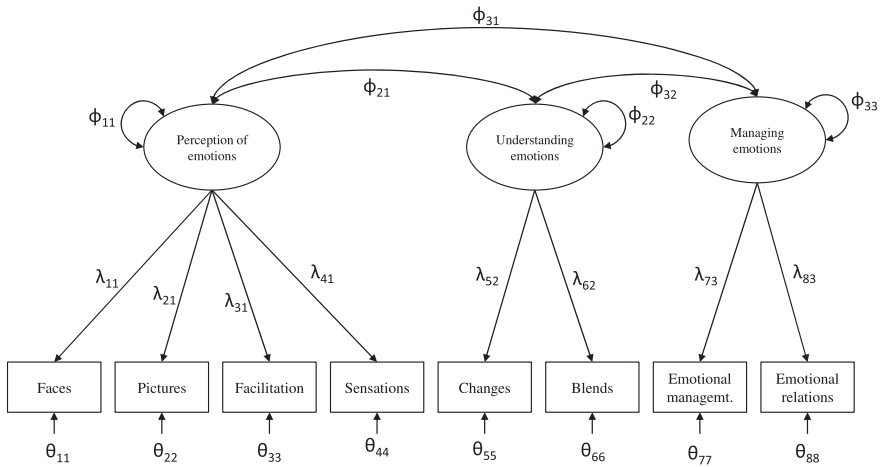 ϕ31
ϕ21
ϕ32
ϕ11
ϕ22
ϕ33
Perception of
emotions
Understanding
emotions
Managing
emotions
λ11
λ21
λ31
λ41
λ52
λ62
λ73
λ83
Faces
Pictures
Facilitation
Sensations
Changes
Blends
Emotional
managemt.
Emotional
relations
θ11
θ22
θ33
θ44
θ55
θ66
θ77
θ88